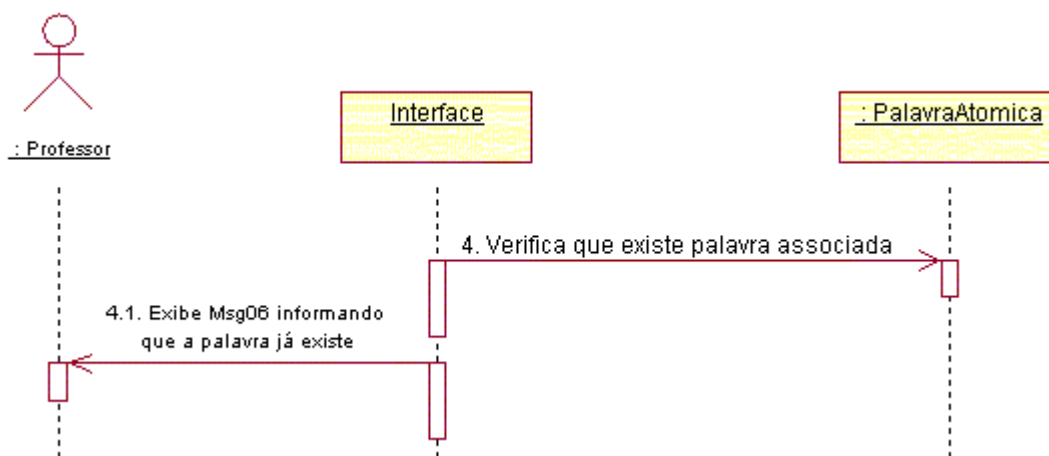 Interface
: PalavraAtomica
: Professor
4. Verifica que existe palavra associada
4.1. Exibe Msg06 informando
que a palavra já existe